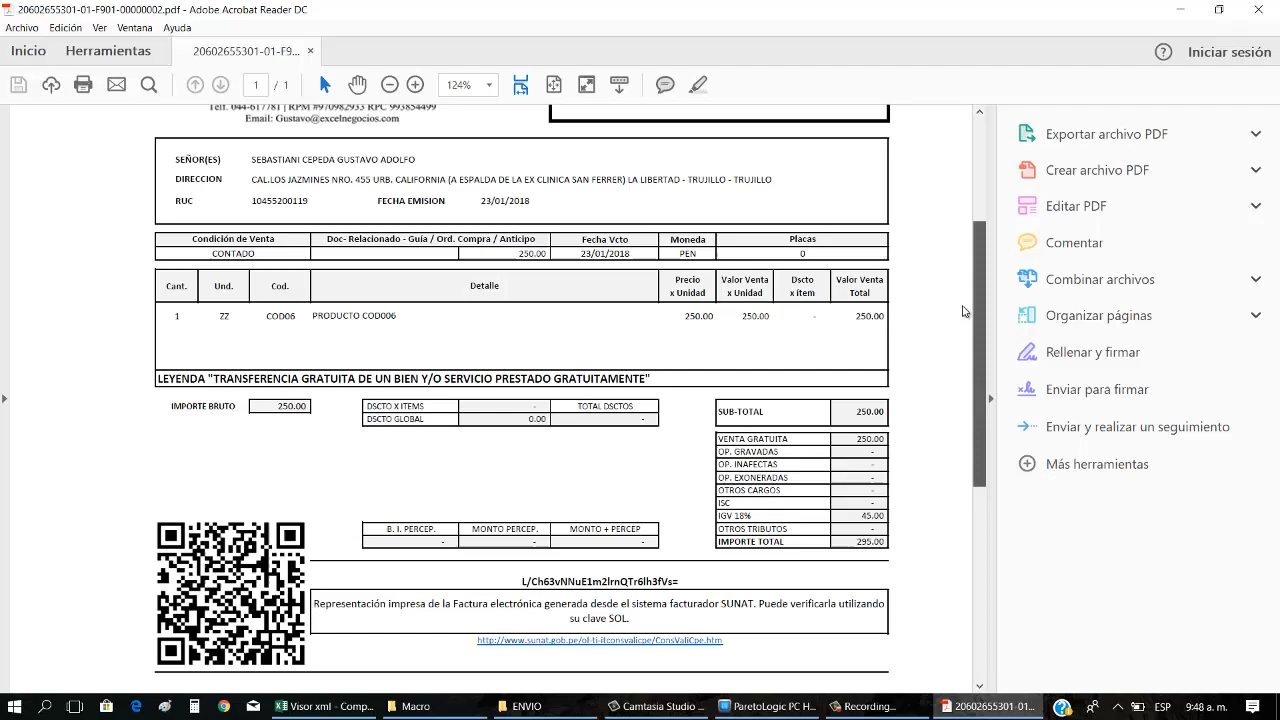 20602655301-01-F901-00000002.pdf - Adobe Acrobat Reader DC
Archivo Edición Ver Ventana Ayuda
Inicio Herramientas 20602655301-01-F9... × Iniciar sesión
1 / 1 124%
Telf. 044-617781 | RPM #970982933 RPC 993854499
Email: Gustavo@excelnegocios.com
SEÑOR(ES) SEBASTIANI CEPEDA GUSTAVO ADOLFO
DIRECCION CAL.LOS JAZMINES NRO. 455 URB. CALIFORNIA (A ESPALDA DE LA EX CLINICA SAN FERRER) LA LIBERTAD - TRUJILLO - TRUJILLO
RUC 10455200119 FECHA EMISION 23/01/2018
Condición de Venta Doc- Relacionado - Guía / Ord. Compra / Anticipo Fecha Vcto Moneda Placas
CONTADO 250.00 23/01/2018 PEN 0
Cant. Und. Cod. Detalle Precio x Unidad Valor Venta x Unidad Dscto x ítem Valor Venta Total
1 ZZ COD06 PRODUCTO COD006 250.00 250.00 - 250.00
LEYENDA "TRANSFERENCIA GRATUITA DE UN BIEN Y/O SERVICIO PRESTADO GRATUITAMENTE"
IMPORTE BRUTO 250.00
DSCTO X ITEMS - TOTAL DSCTOS
DSCTO GLOBAL 0.00 -
SUB-TOTAL 250.00
VENTA GRATUITA 250.00
OP. GRAVADAS -
OP. INAFECTAS -
OP. EXONERADAS -
OTROS CARGOS -
ISC -
IGV 18% 45.00
OTROS TRIBUTOS -
IMPORTE TOTAL 295.00
B. I. PERCEP. MONTO PERCEP. MONTO + PERCEP
- - -
L/Ch63vNNuE1m2lrnQTr6lh3fVs=
Representación impresa de la Factura electrónica generada desde el sistema facturador SUNAT. Puede verificarla utilizando
su clave SOL.
http://www.sunat.gob.pe/ol-ti-itconsvalicpe/ConsValiCpe.htm
Exportar archivo PDF
Crear archivo PDF
Editar PDF
Comentar
Combinar archivos
Organizar páginas
Rellenar y firmar
Enviar para firmar
Enviar y realizar un seguimiento
Más herramientas
Visor xml - Comp... Macro ENVIO Camtasia Studio ... ParetoLogic PC H... Recording... 20602655301-01... ESP 9:48 a. m.